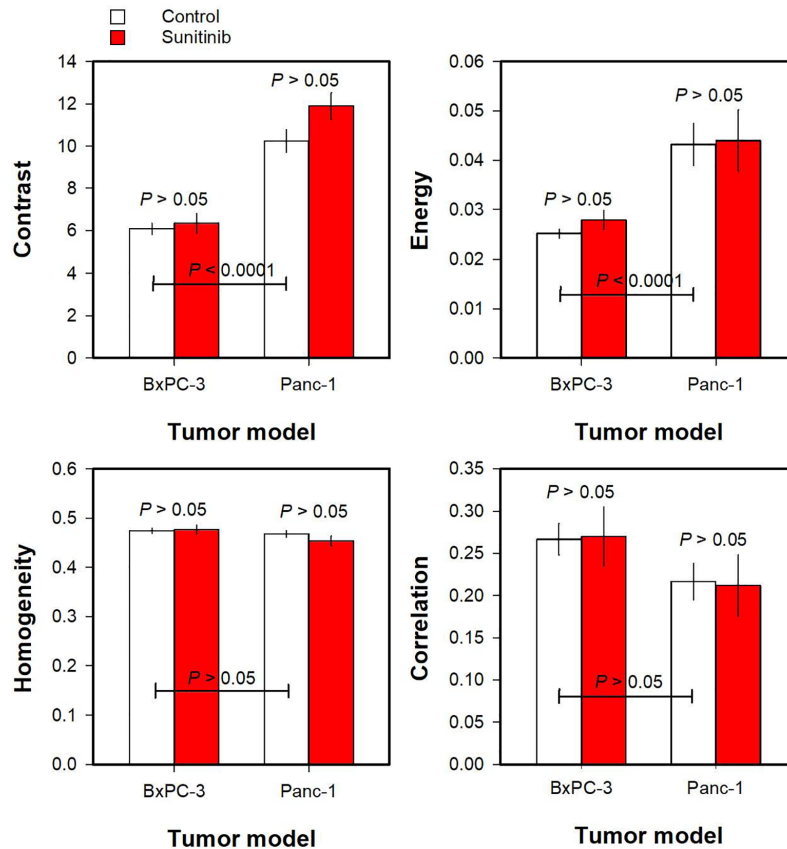 Control
Sunitinib
14
12
10
8
6
4
2
0
Contrast
P > 0.05
P > 0.05
P < 0.0001
BxPC-3
Panc-1
Tumor model
0.06
0.05
0.04
0.03
0.02
0.01
0.00
Energy
P > 0.05
P > 0.05
P < 0.0001
BxPC-3
Panc-1
Tumor model
0.6
0.5
0.4
0.3
0.2
0.1
0.0
Homogeneity
P > 0.05
P > 0.05
P > 0.05
BxPC-3
Panc-1
Tumor model
0.35
0.30
0.25
0.20
0.15
0.10
0.05
0.00
Correlation
P > 0.05
P > 0.05
P > 0.05
BxPC-3
Panc-1
Tumor model